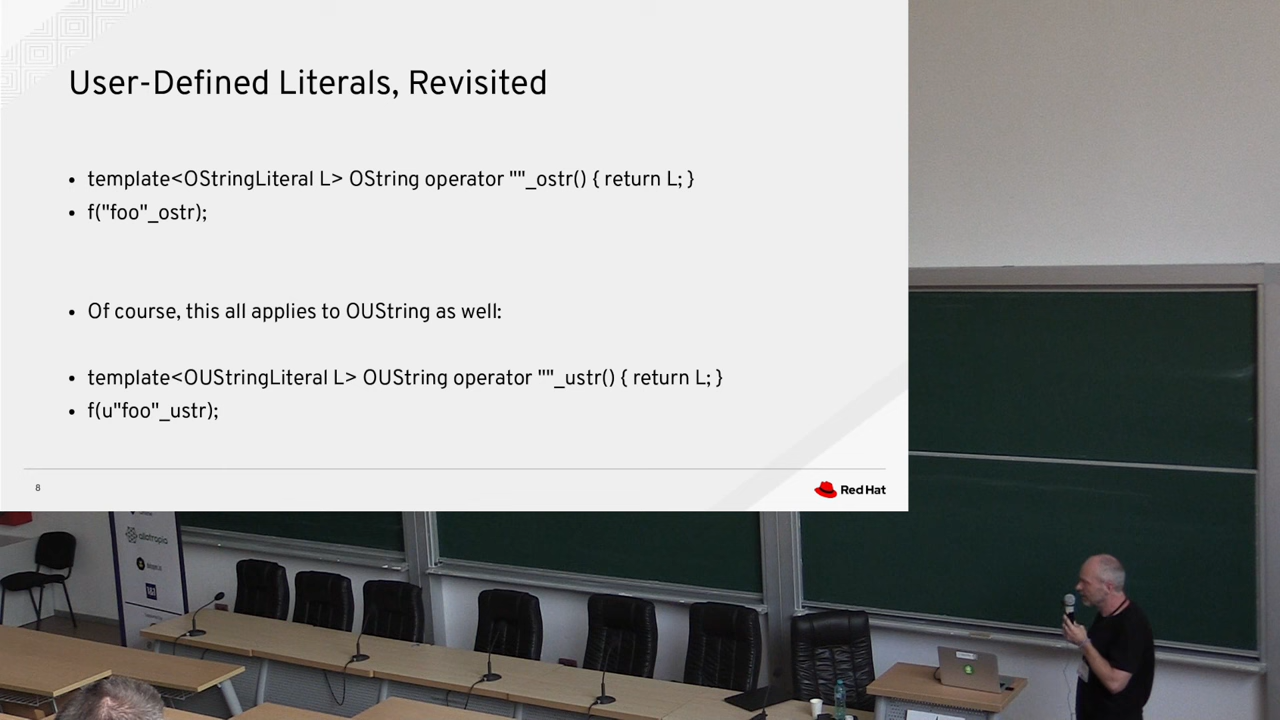 User-Defined Literals, Revisited
• template<OStringLiteral L> OString operator ""_ostr() { return L; }
• f("foo"_ostr);
• Of course, this all applies to OUString as well:
• template<OUStringLiteral L> OUString operator ""_ustr() { return L; }
• f(u"foo"_ustr);
8
Red Hat
allotropia